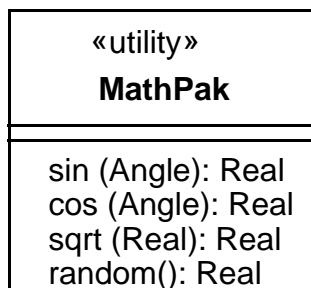 «utility»
MathPak
sin (Angle): Real
cos (Angle): Real
sqrt (Real): Real
random(): Real